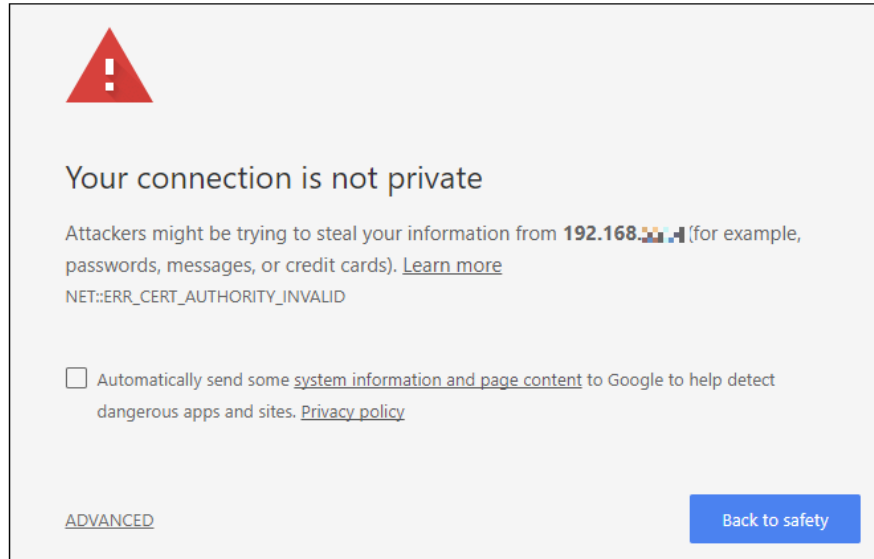 Your connection is not private
Attackers might be trying to steal your information from 192.168. (for example,
passwords, messages, or credit cards). Learn more
NET::ERR_CERT_AUTHORITY_INVALID
Automatically send some system information and page content to Google to help detect
dangerous apps and sites. Privacy policy
ADVANCED
Back to safety